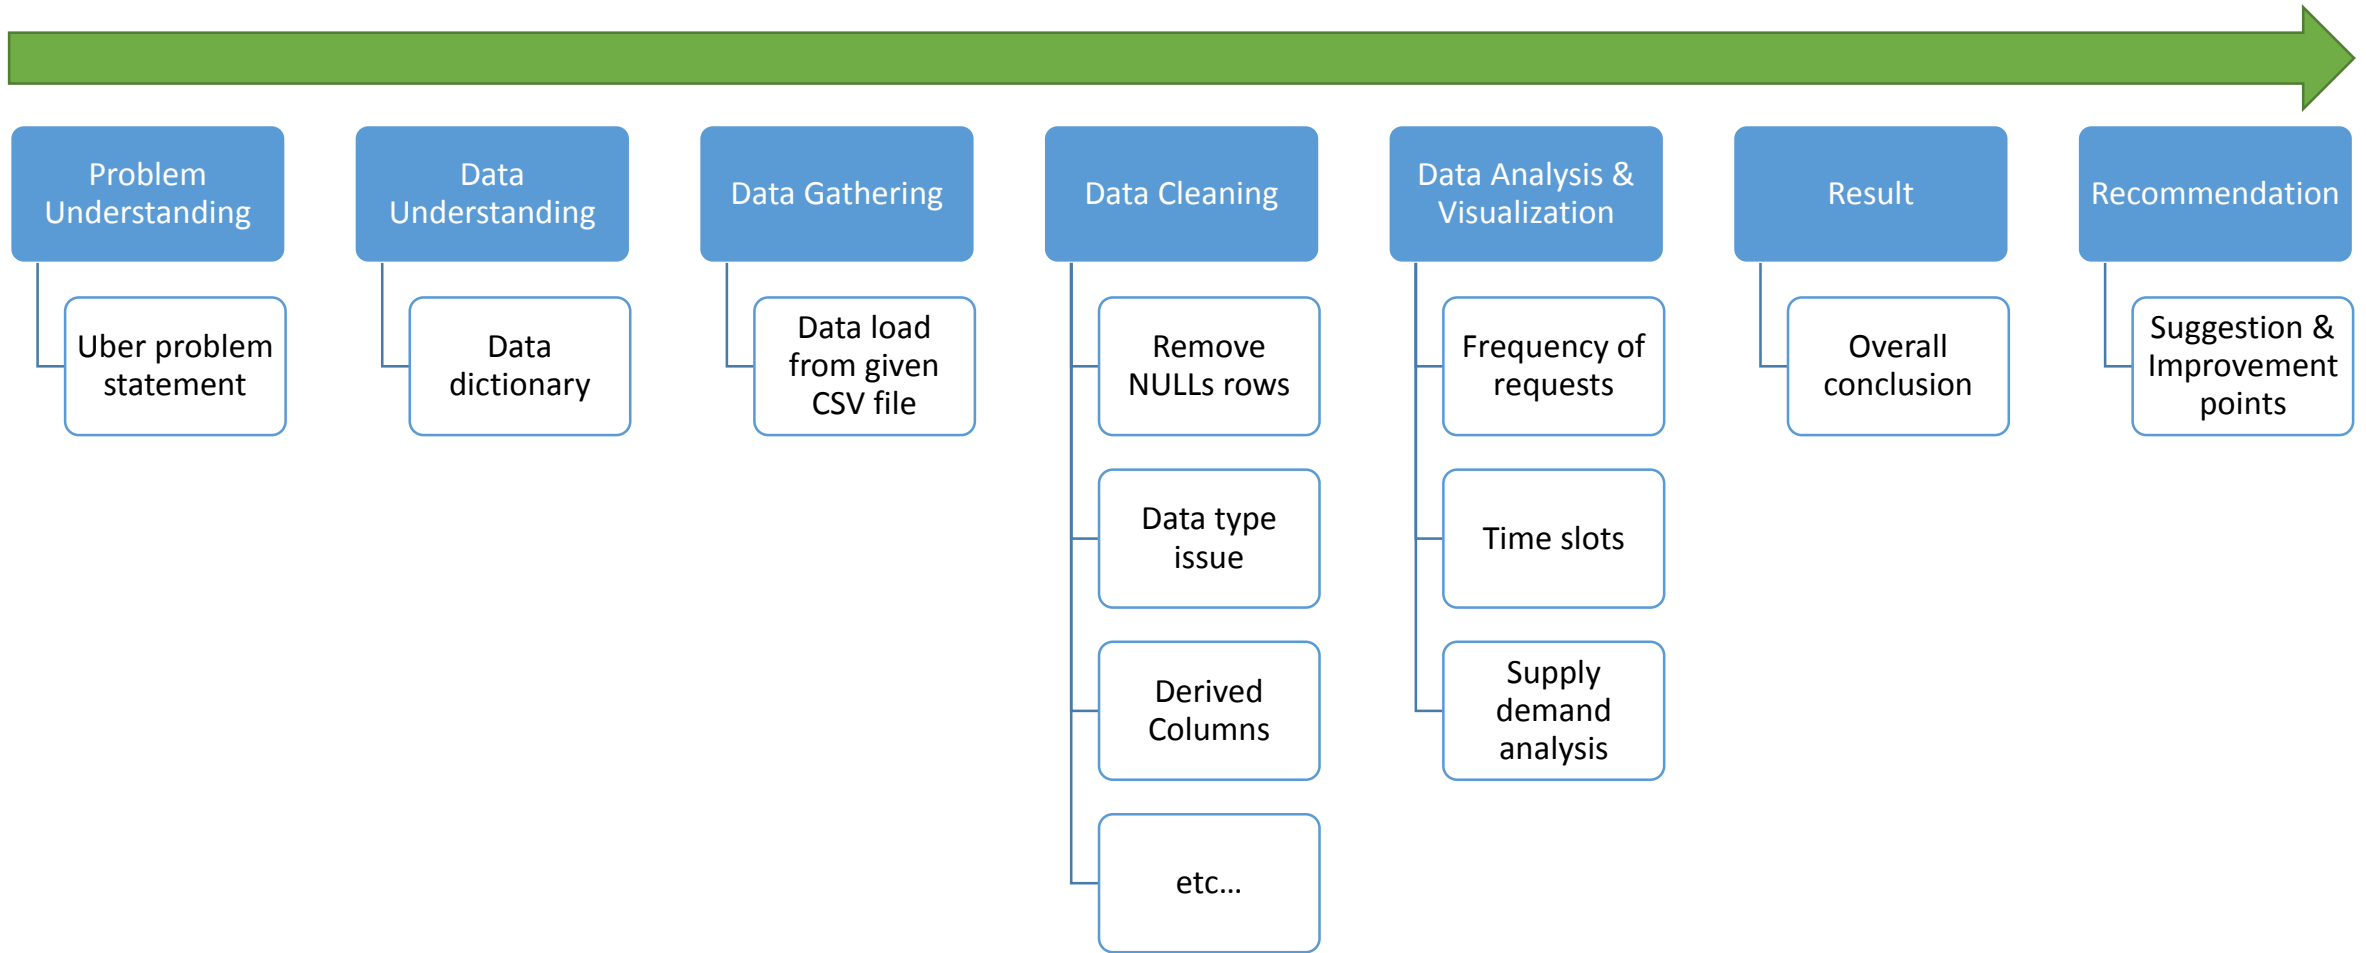 Problem
Understanding
Uber problem
statement
Data
Understanding
Data
dictionary
Data Gathering
Data load
from given
CSV file
Data Cleaning
Remove
NULLs rows
Data type
issue
Derived
Columns
etc…
Data Analysis &
Visualization
Frequency of
requests
Time slots
Supply
demand
analysis
Result
Overall
conclusion
Recommendation
Suggestion &
Improvement
points